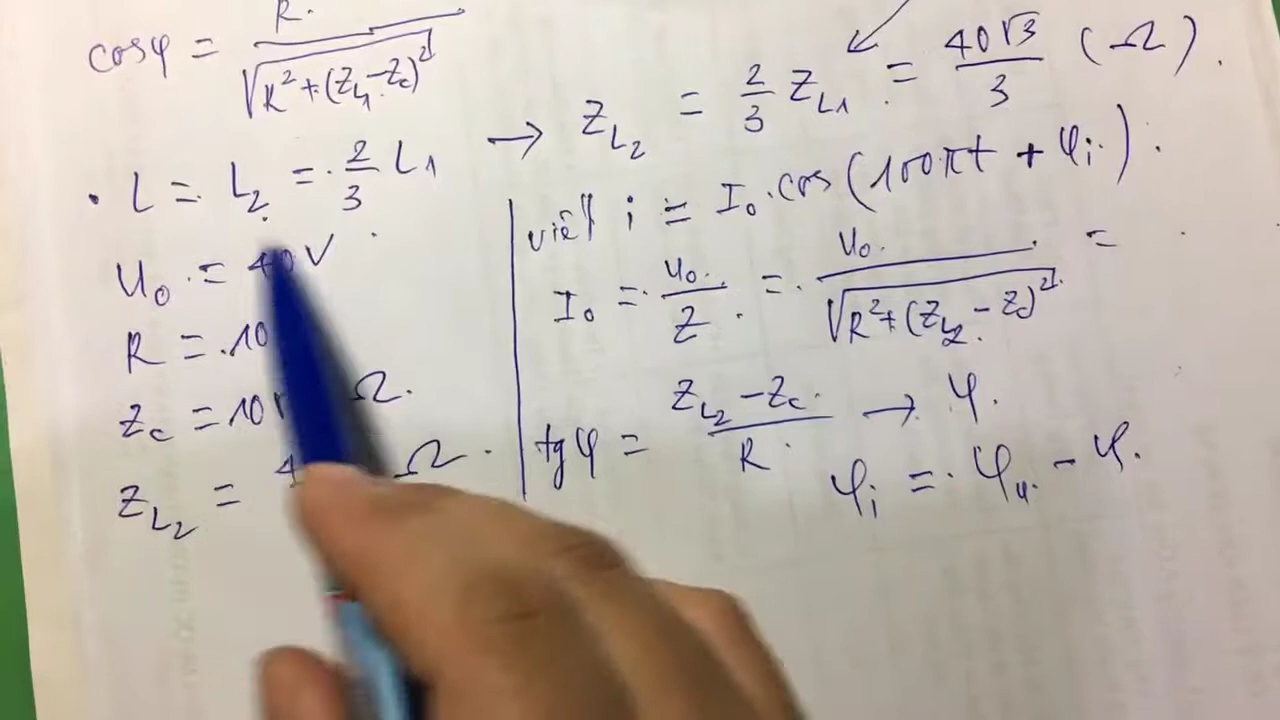 cosφ = R / √(R² + (Z_L1 - Z_C)²)
• L = L₂ = 2/3 L₁ → Z_L2 = 2/3 Z_L1 = 40√3/3 (Ω).
U₀ = 40V
R = 10
Z_C = 10 Ω.
Z_L2 = 4 Ω.
viết i = I₀.cos(100πt + φi).
I₀ = U₀/Z = U₀ / √(R² + (Z_L2 - Z_C)²) =
tgφ = (Z_L2 - Z_C)/R → φ.
φi = φu - φ.